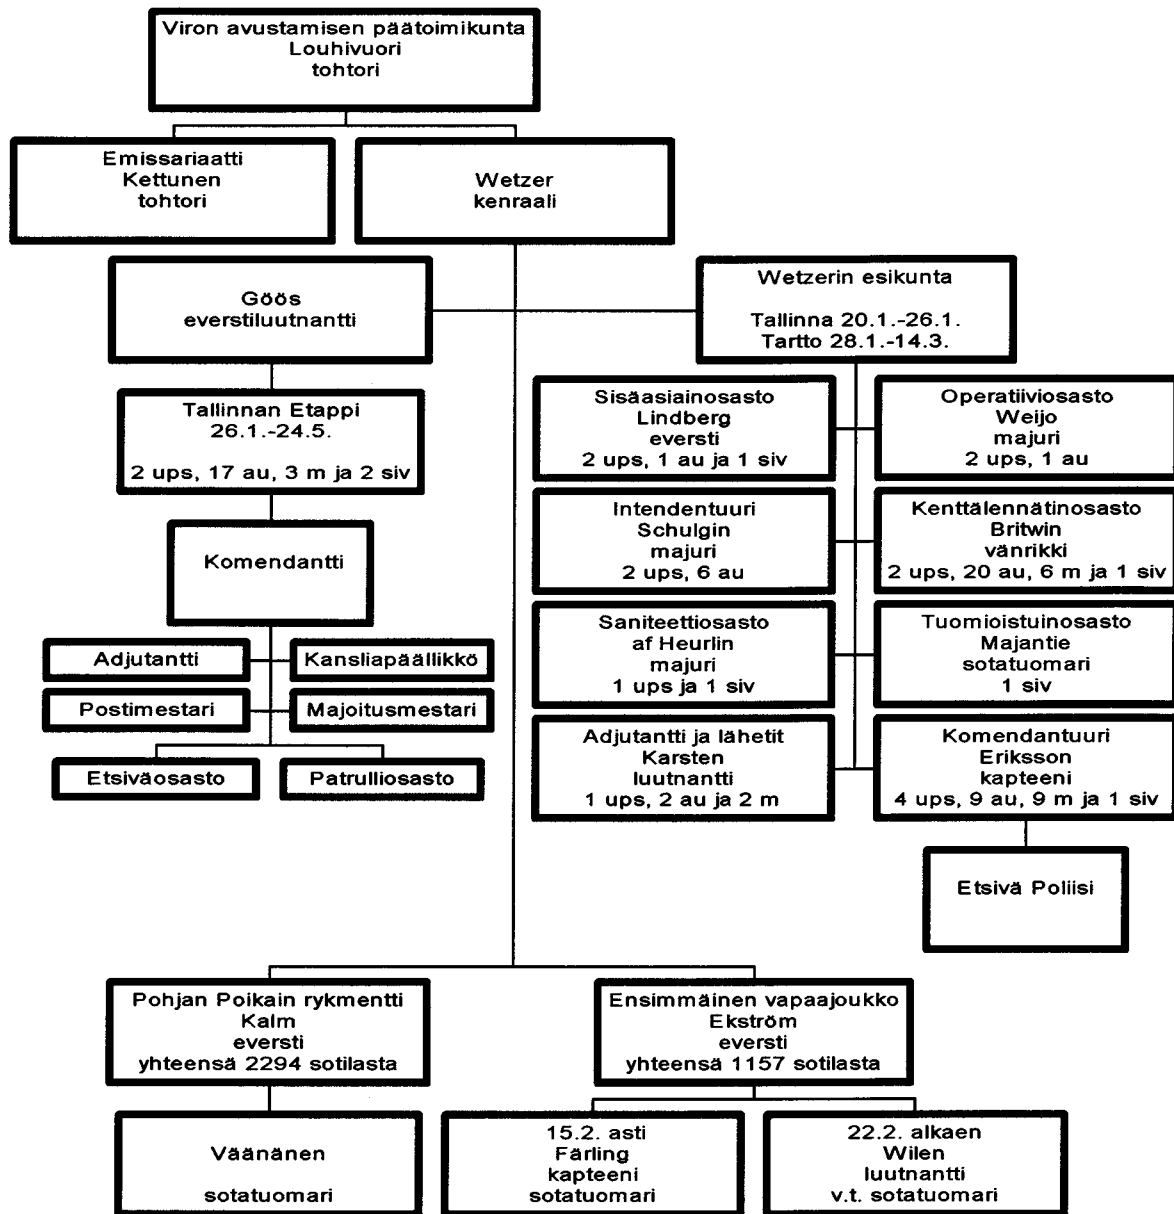 Viron avustamisen päätoimikunta
Louhivuori
tohtori
Emissariaatti
Kettunen
tohtori
Wetzer
kenraali
Göös
everstiluutnantti
Wetzerin esikunta
Tallinna 20.1.-26.1.
Tartto 28.1.-14.3.
Tallinnan Etappi
26.1.-24.5.
2 ups, 17 au, 3 m ja 2 siv
Komendantti
Adjutantti
Kansliapäällikkö
Postimestari
Majoitusmestari
Etsiväosasto
Patrulliosasto
Sisäasiainosasto
Lindberg
eversti
2 ups, 1 au ja 1 siv
Operatiiviosasto
Weijo
majuri
2 ups, 1 au
Intendentuuri
Schulgin
majuri
2 ups, 6 au
Kenttälennätinosasto
Britwin
vänrikki
2 ups, 20 au, 6 m ja 1 siv
Saniteettiosasto
af Heurlin
majuri
1 ups ja 1 siv
Tuomioistuinosasto
Majantie
sotatuomari
1 siv
Adjutantti ja lähetit
Karsten
luutnantti
1 ups, 2 au ja 2 m
Komendantuuri
Eriksson
kapteeni
4 ups, 9 au, 9 m ja 1 siv
Etsivä Poliisi
Pohjan Poikain rykmentti
Kalm
eversti
yhteensä 2294 sotilasta
Ensimmäinen vapaajoukko
Ekström
eversti
yhteensä 1157 sotilasta
Väänänen
sotatuomari
15.2. asti
Färling
kapteeni
sotatuomari
22.2. alkaen
Wilen
luutnantti
v.t. sotatuomari